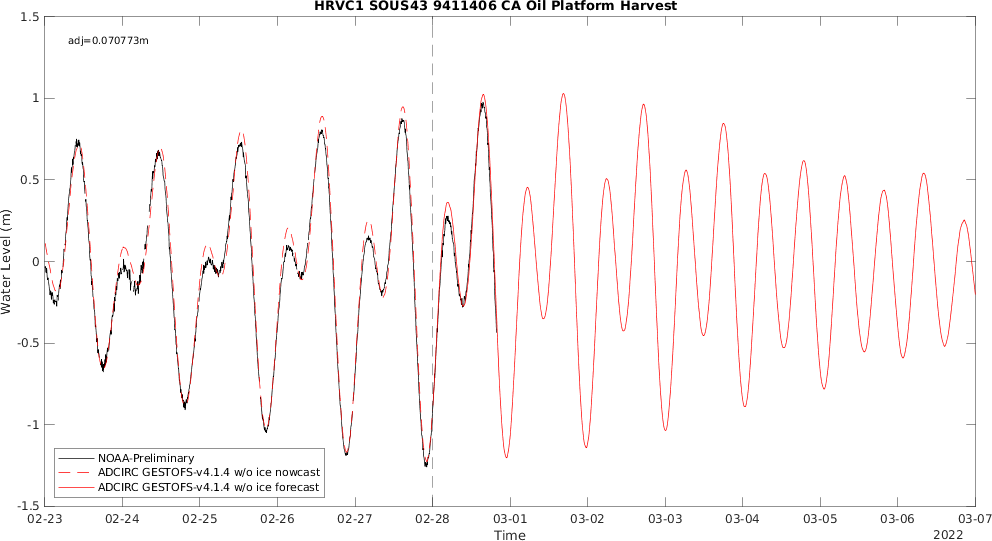 HRVC1 SOUS43 9411406 CA Oil Platform Harvest
1.5
adj=0.070773m
1
0.5
0
-0.5
-1
-1.5
Water Level (m)
NOAA-Preliminary
ADCIRC GESTOFS-v4.1.4 w/o ice nowcast
ADCIRC GESTOFS-v4.1.4 w/o ice forecast
02-23 02-24 02-25 02-26 02-27 02-28 03-01 03-02 03-03 03-04 03-05 03-06 03-07
Time
2022